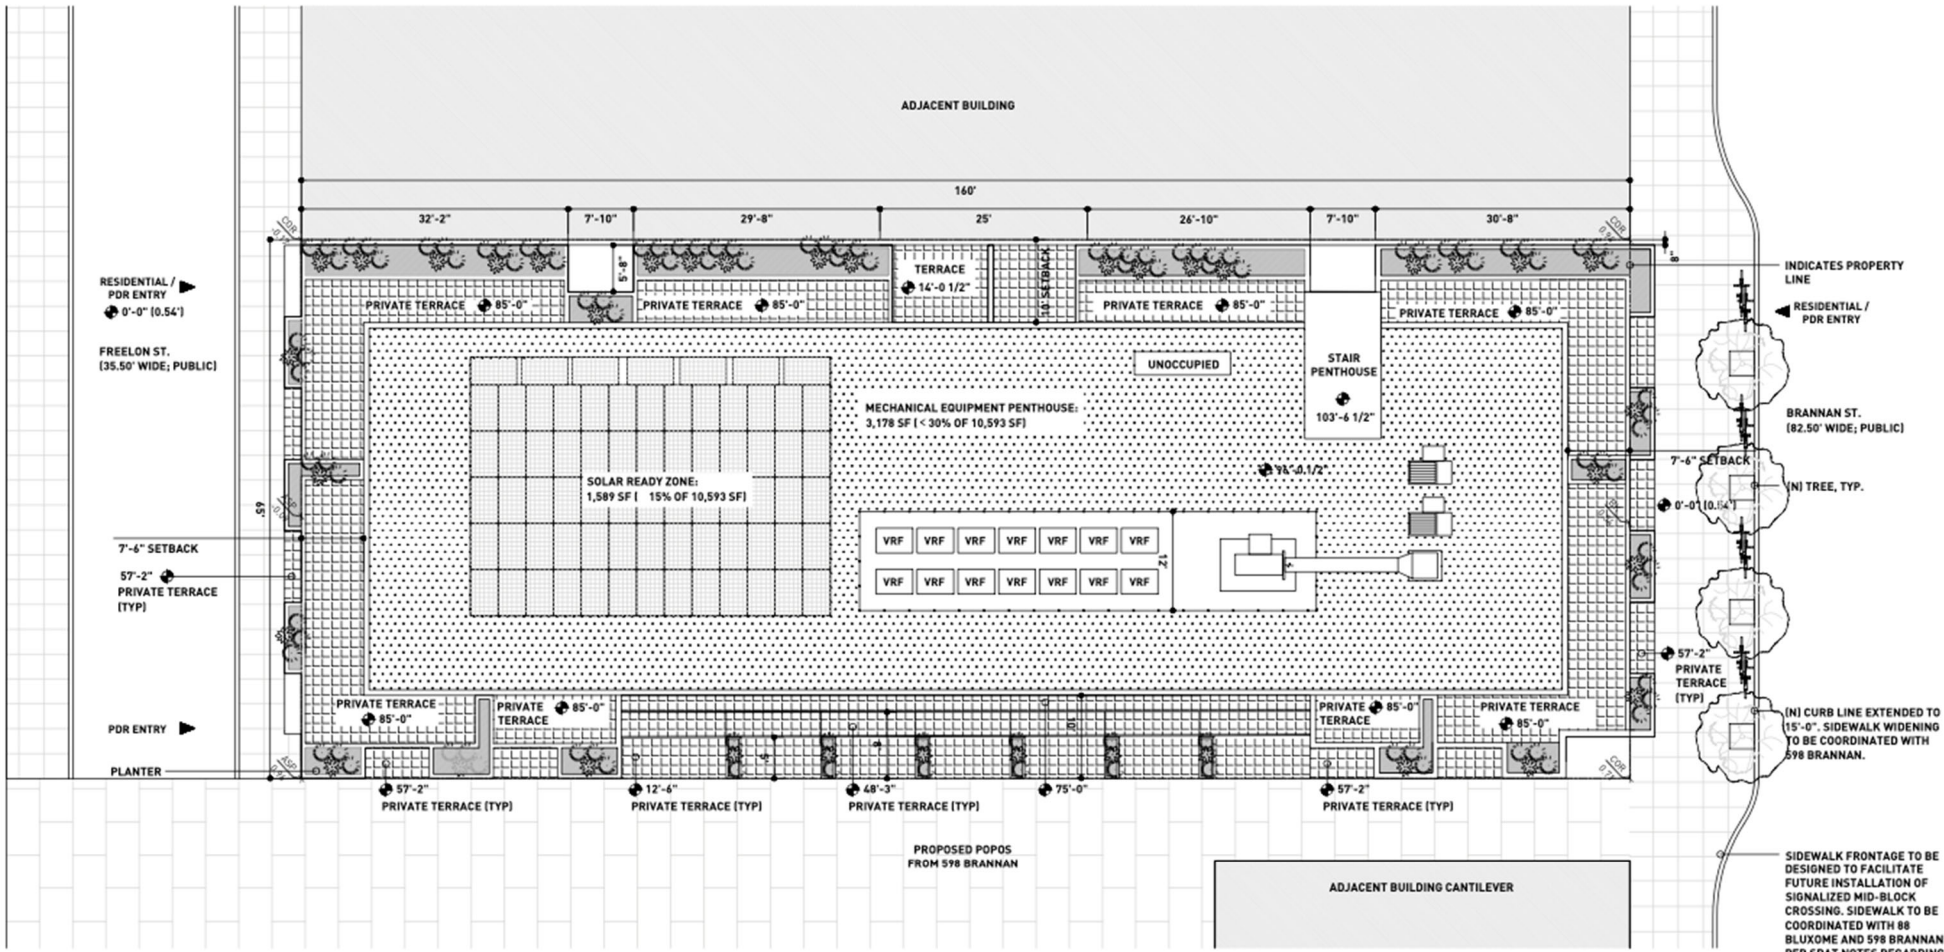 ADJACENT BUILDING
160'
32'-2"
7'-10"
29'-8"
25'
26'-10"
7'-10"
30'-8"
COR
COR
8"
5'-8"
10' SETBACK
RESIDENTIAL /
PDR ENTRY
0'-0" (0.54')
FREELON ST.
(35.50' WIDE; PUBLIC)
PRIVATE TERRACE 85'-0"
PRIVATE TERRACE 85'-0"
TERRACE
14'-0 1/2"
PRIVATE TERRACE 85'-0"
PRIVATE TERRACE 85'-0"
INDICATES PROPERTY
LINE
RESIDENTIAL /
PDR ENTRY
UNOCCUPIED
STAIR
PENTHOUSE
103'-6 1/2"
MECHANICAL EQUIPMENT PENTHOUSE:
3,178 SF ( < 30% OF 10,593 SF)
BRANNAN ST.
(82.50' WIDE; PUBLIC)
SOLAR READY ZONE:
1,589 SF ( 15% OF 10,593 SF)
96'-0 1/2"
7'-6" SETBACK
(N) TREE, TYP.
65'
7'-6" SETBACK
57'-2"
PRIVATE TERRACE
(TYP)
VRF VRF VRF VRF VRF VRF VRF
VRF VRF VRF VRF VRF VRF VRF
12'
57'-2"
PRIVATE
TERRACE
(TYP)
PRIVATE TERRACE
85'-0"
PRIVATE
TERRACE
85'-0"
PRIVATE
TERRACE
85'-0"
PRIVATE TERRACE
85'-0"
10'
5'
PDR ENTRY
PLANTER
ASP
COR
(N) CURB LINE EXTENDED TO
15'-0". SIDEWALK WIDENING
TO BE COORDINATED WITH
598 BRANNAN.
57'-2"
PRIVATE TERRACE (TYP)
12'-6"
PRIVATE TERRACE (TYP)
48'-3"
PRIVATE TERRACE (TYP)
75'-0"
57'-2"
PRIVATE TERRACE (TYP)
PROPOSED POPOS
FROM 598 BRANNAN
ADJACENT BUILDING CANTILEVER
SIDEWALK FRONTAGE TO BE
DESIGNED TO FACILITATE
FUTURE INSTALLATION OF
SIGNALIZED MID-BLOCK
CROSSING. SIDEWALK TO BE
COORDINATED WITH 88
BLUXOME AND 598 BRANNAN